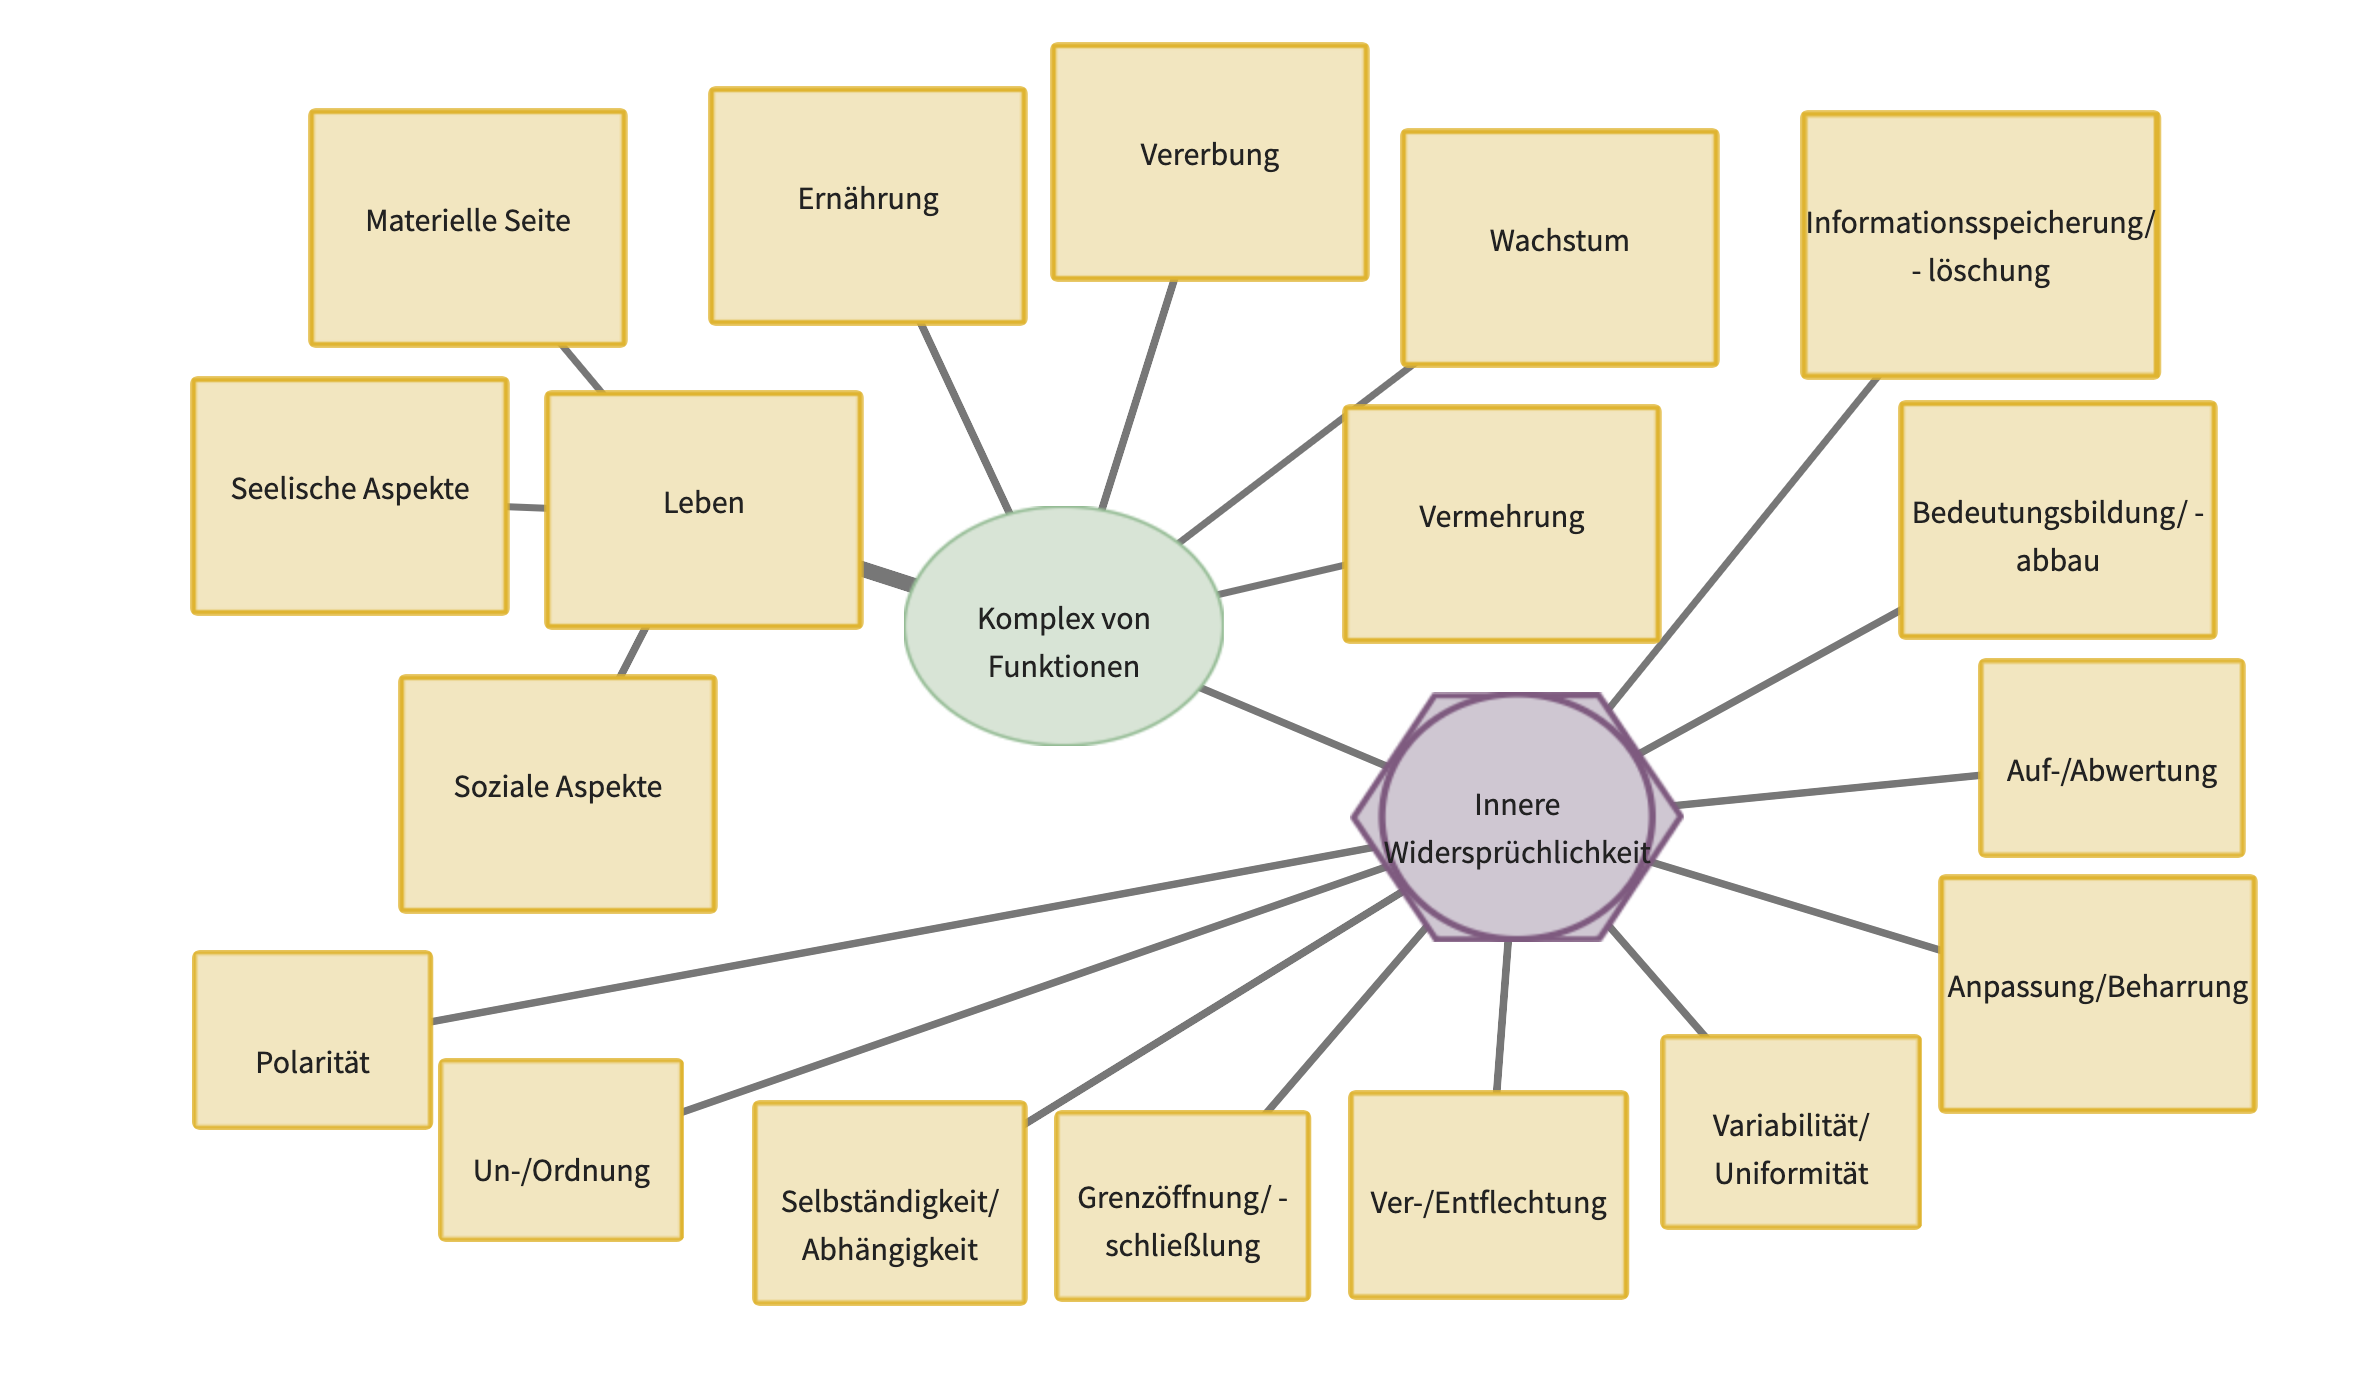 Vererbung
Ernährung
Materielle Seite
Wachstum
Informationsspeicherung/
- löschung
Seelische Aspekte
Leben
Vermehrung
Bedeutungsbildung/ -
abbau
Komplex von
Funktionen
Soziale Aspekte
Auf-/Abwertung
Innere
Widersprüchlichkeit
Anpassung/Beharrung
Polarität
Un-/Ordnung
Selbständigkeit/
Abhängigkeit
Grenzöffnung/ -
schließlung
Ver-/Entflechtung
Variabilität/
Uniformität